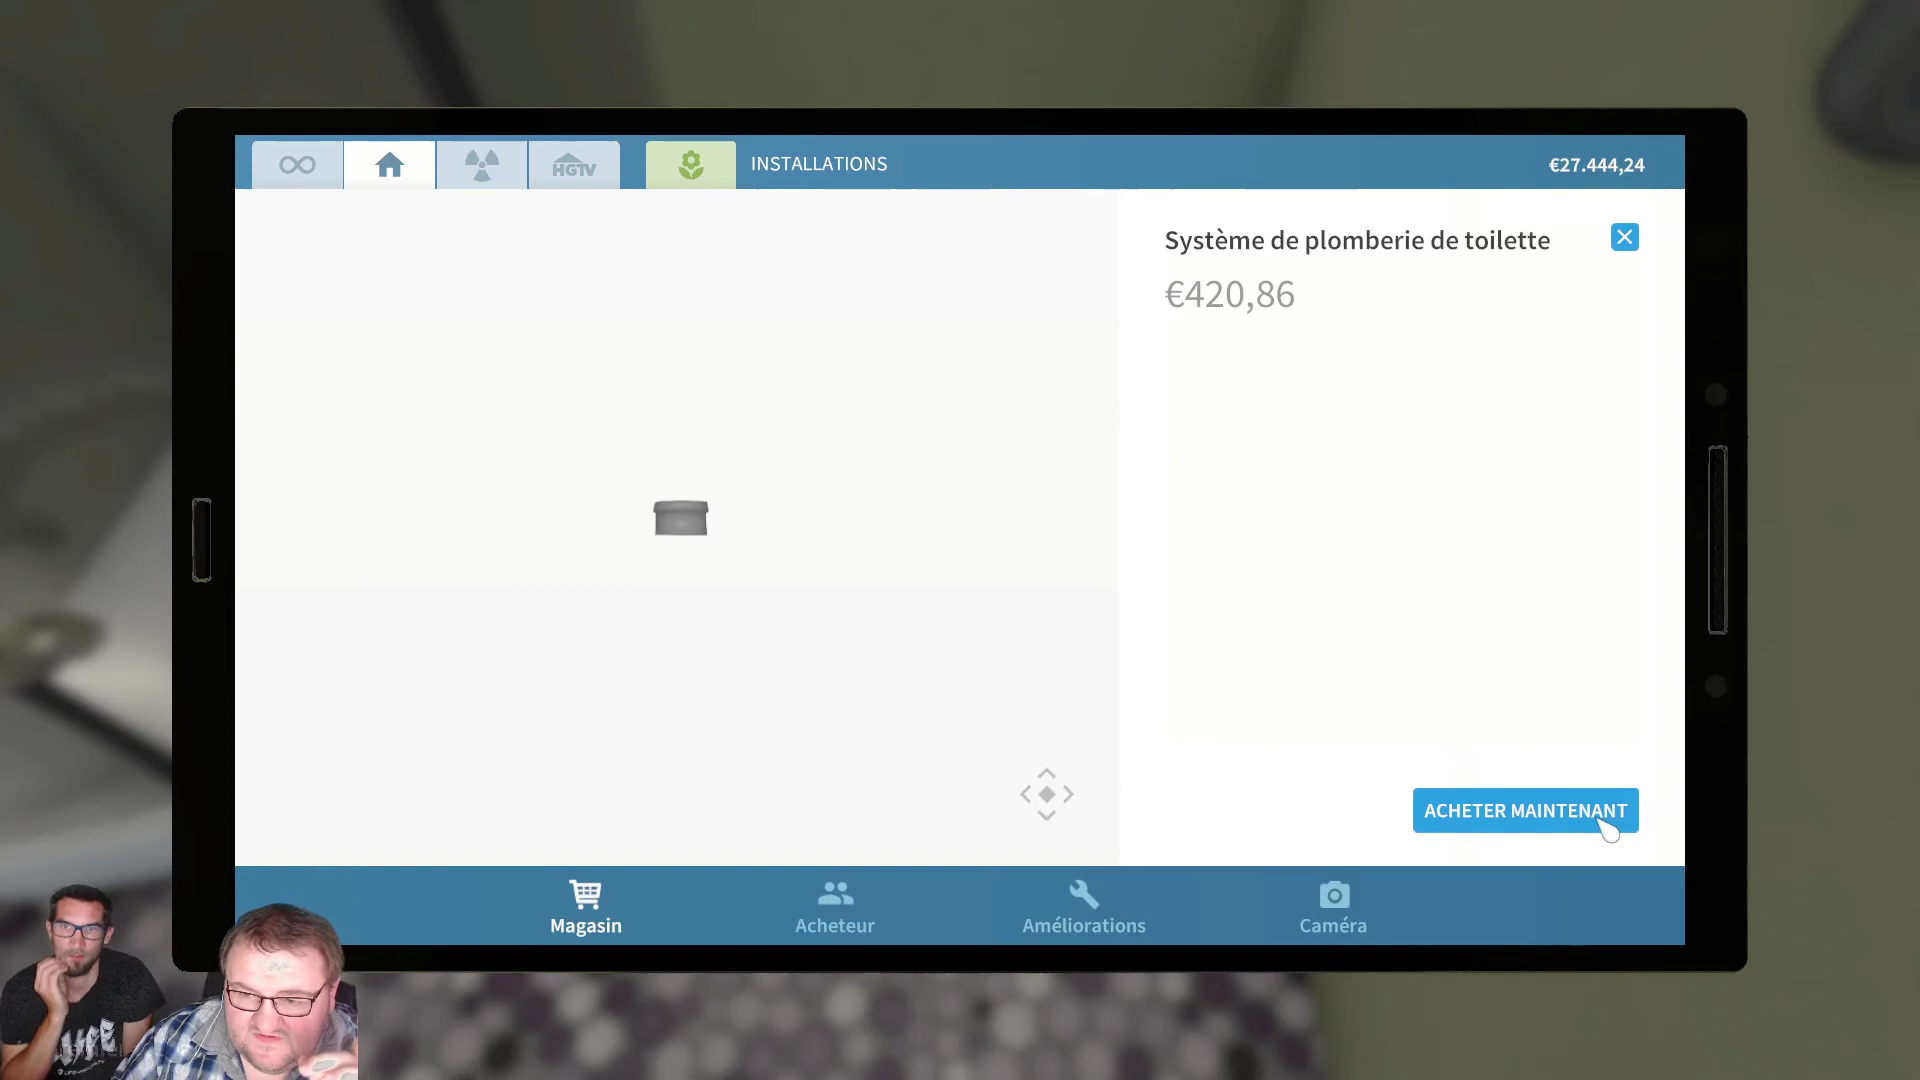 HGTV
INSTALLATIONS
€27.444,24
Système de plomberie de toilette
€420,86
ACHETER MAINTENANT
Magasin
Acheteur
Améliorations
Caméra